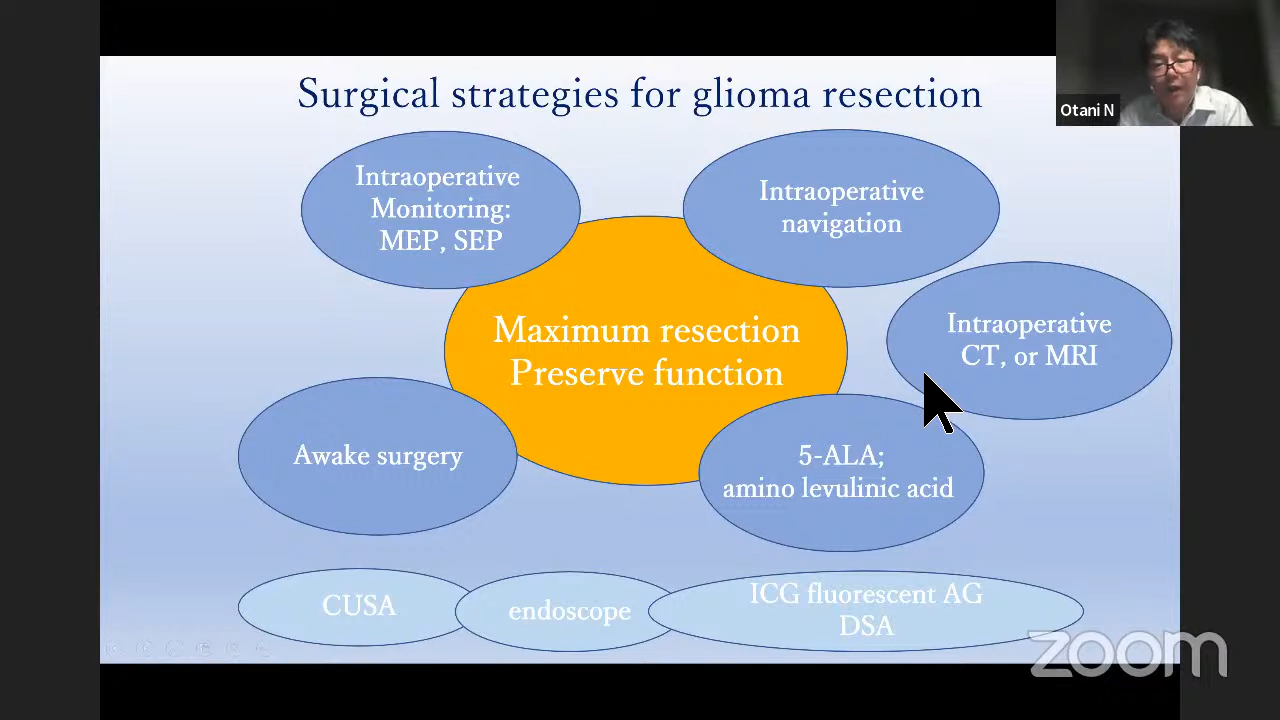 Surgical strategies for glioma resection
Otani N
Intraoperative
Monitoring:
MEP, SEP
Intraoperative
navigation
Intraoperative
CT, or MRI
Maximum resection
Preserve function
Awake surgery
5-ALA;
amino levulinic acid
CUSA
endoscope
ICG fluorescent AG
DSA
zoom